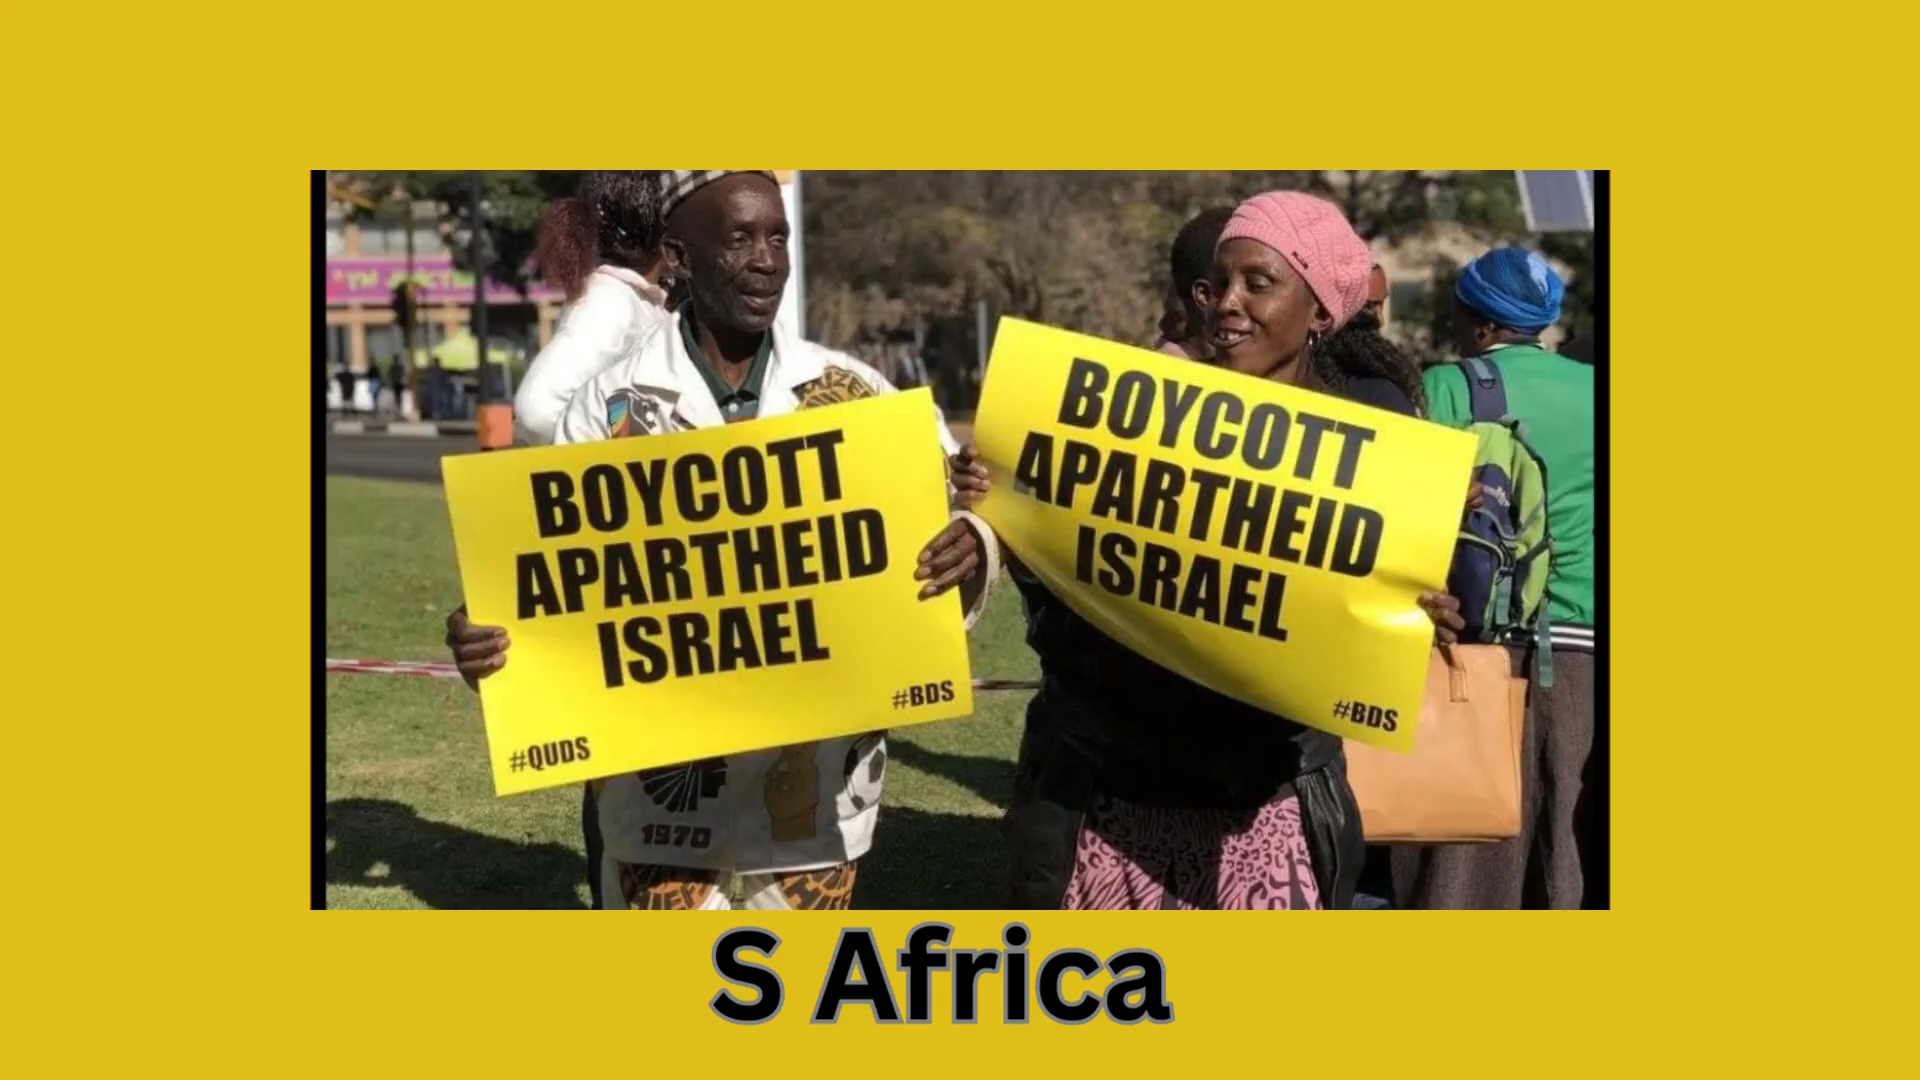 BOYCOTT
APARTHEID
ISRAEL
#BDS
#QUDS
BOYCOTT
APARTHEID
ISRAEL
#BDS
1970
S Africa